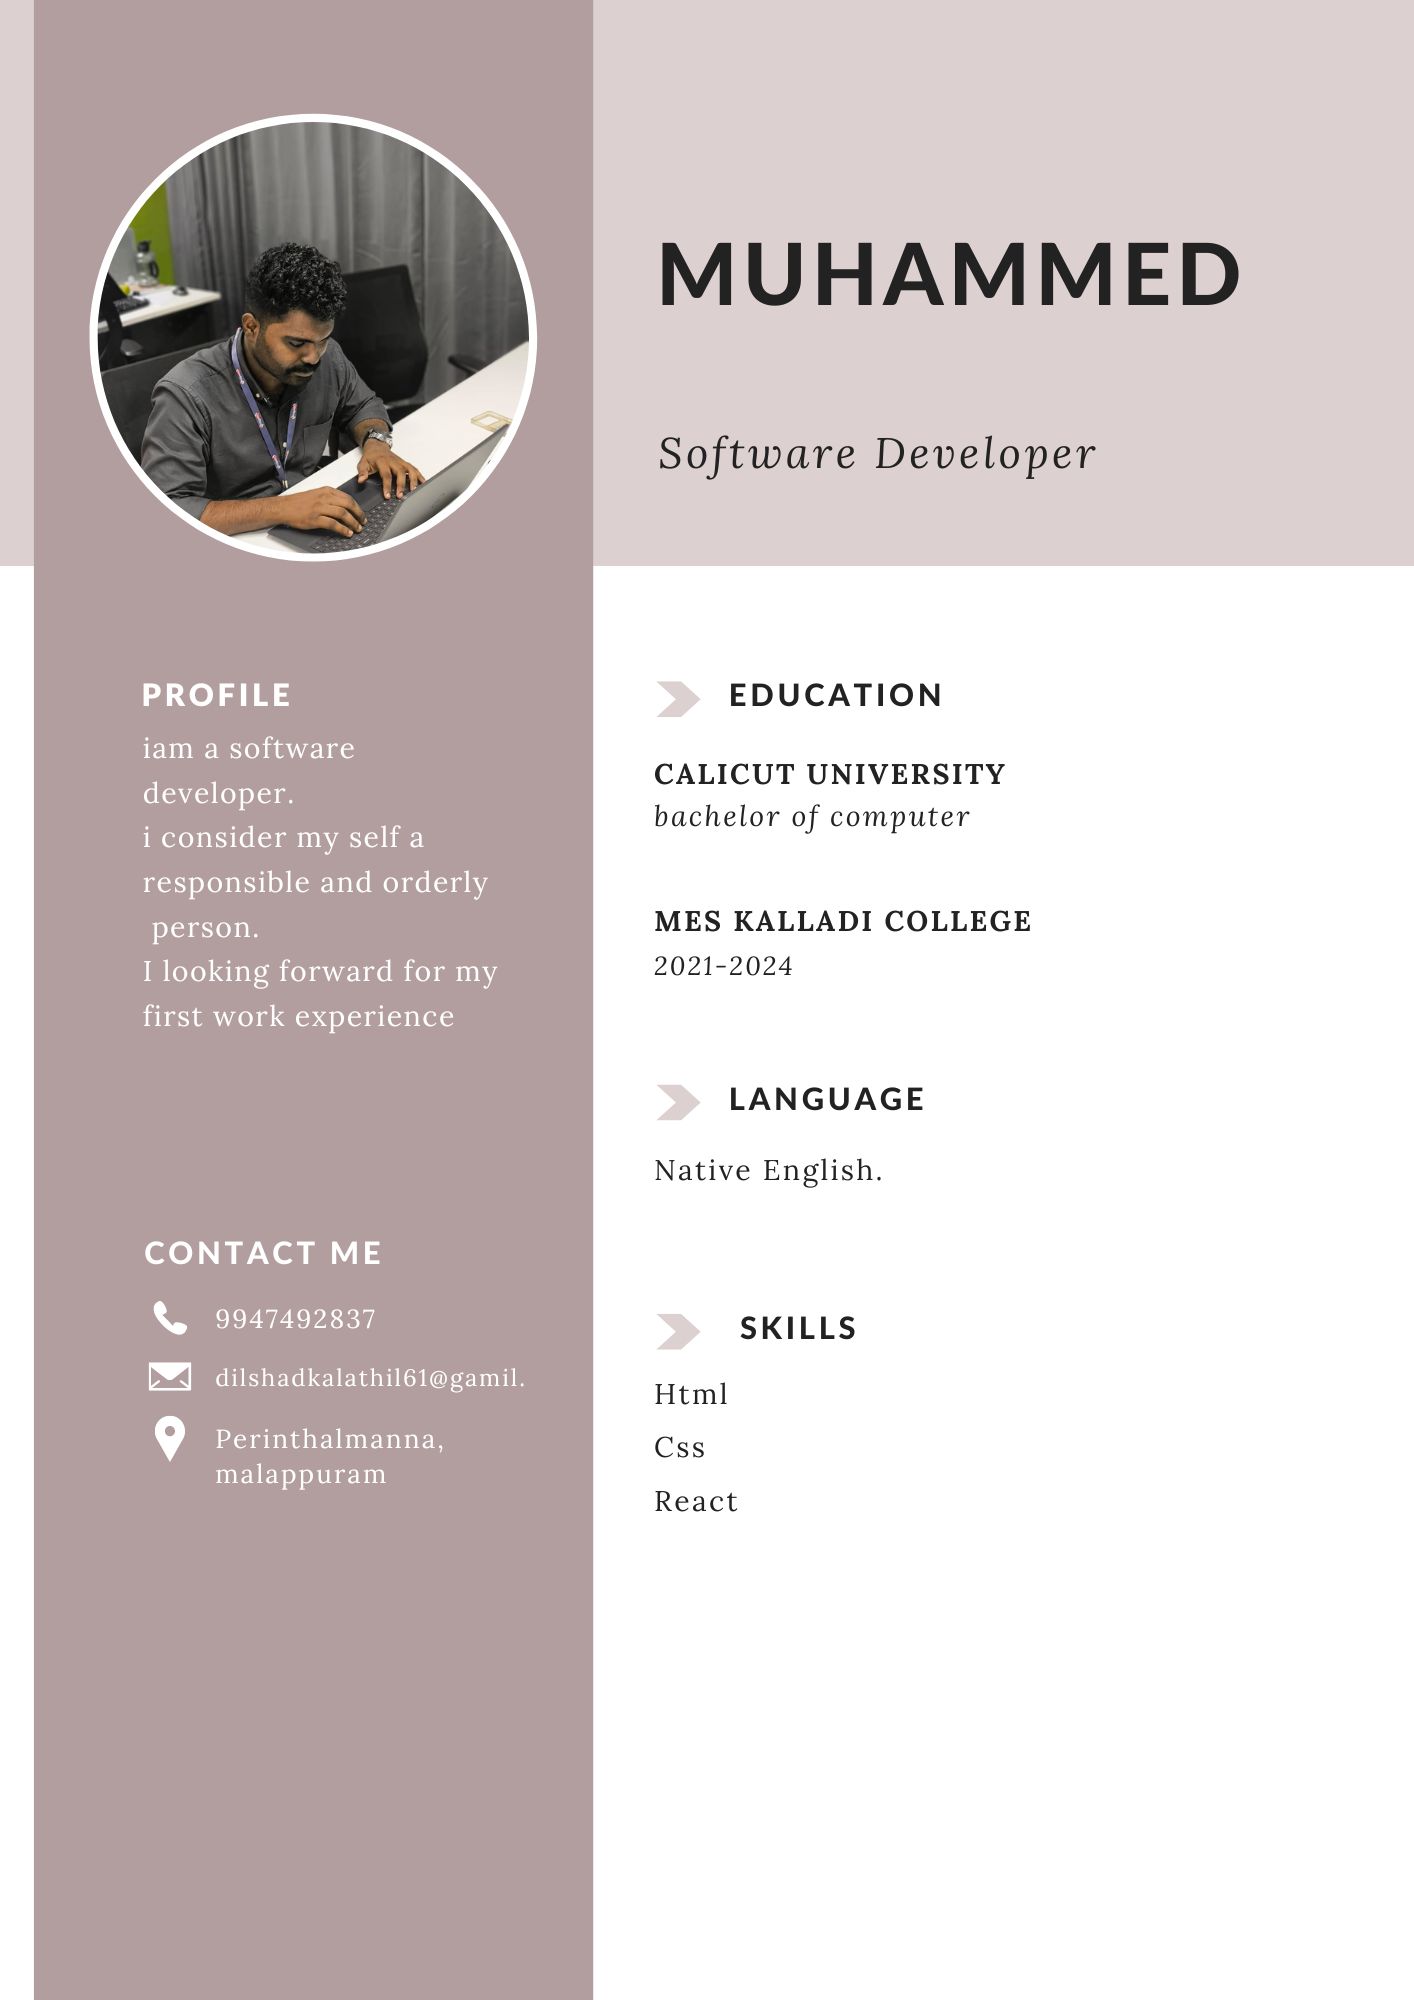 MUHAMMED
Software Developer
PROFILE
iam a software
developer.
i consider my self a
responsible and orderly
person.
I looking forward for my
first work experience
CONTACT ME
9947492837
dilshadkalathil61@gamil.
Perinthalmanna,
malappuram
EDUCATION
CALICUT UNIVERSITY
bachelor of computer
MES KALLADI COLLEGE
2021-2024
LANGUAGE
Native English.
SKILLS
Html
Css
React